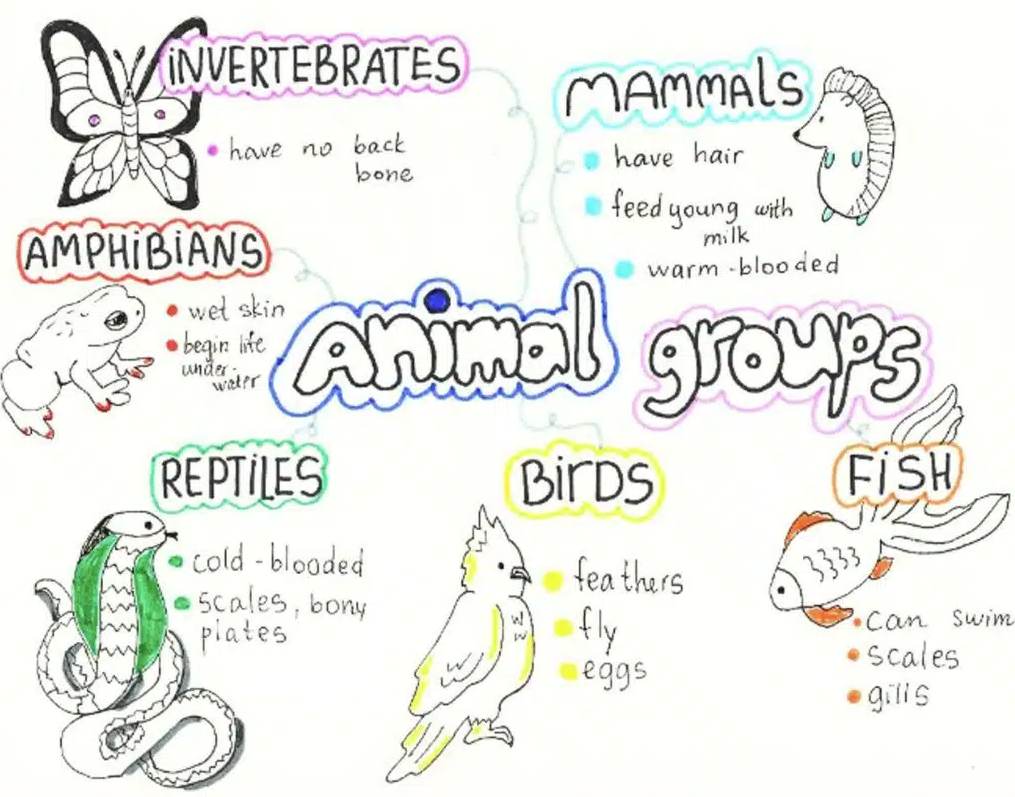 iNVERTEBRATES
• have no back
bone
MAMMALS
have hair
feed young with
milk
warm-blooded
AMPHIBIANS
• wet skin
• begin life
under-
water
animal groups
REPTiLES
• cold-blooded
• scales, bony
plates
BiRDS
feathers
fly
eggs
FiSH
• can swim
• scales
• gills